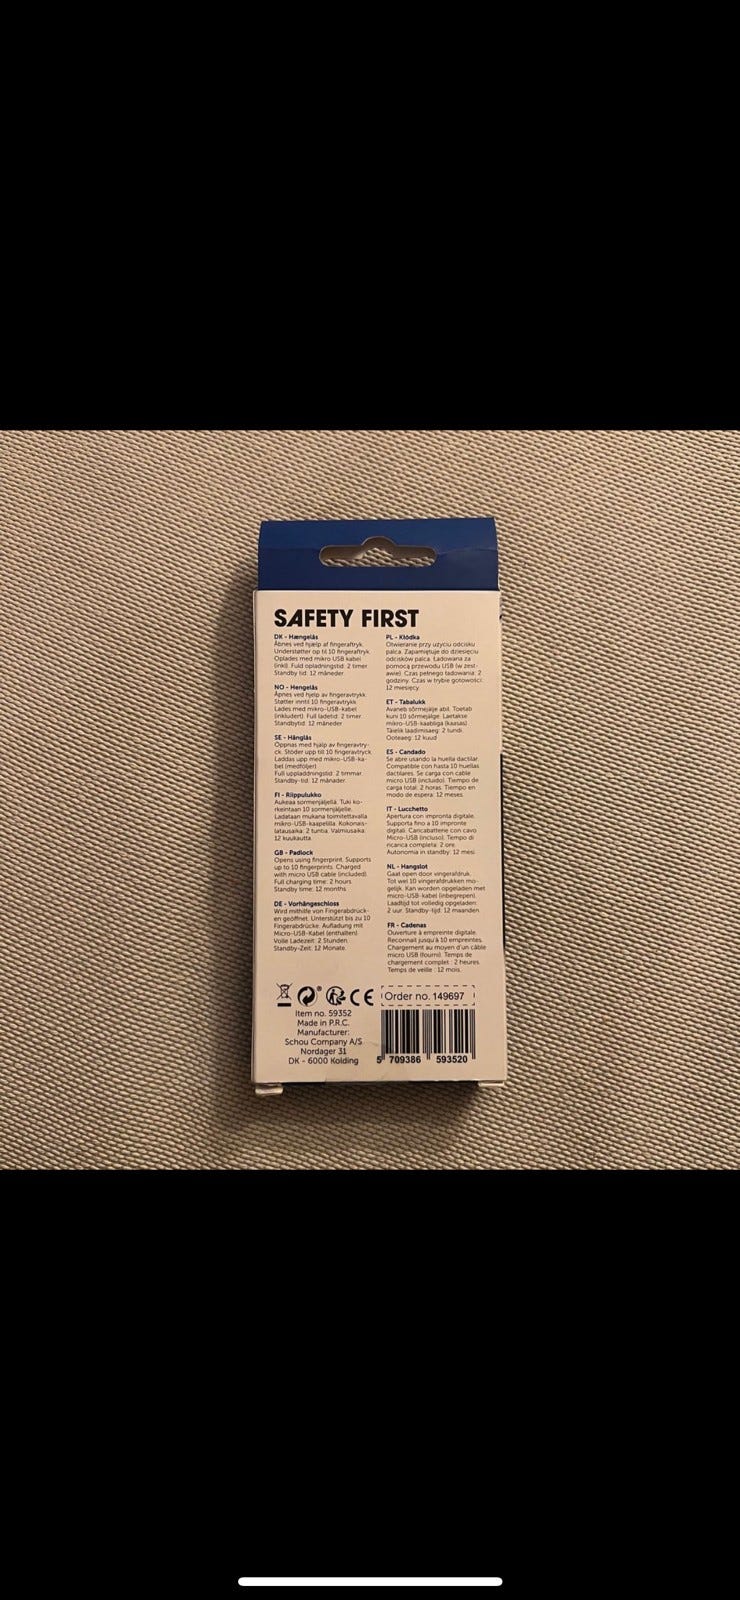 SAFETY FIRST
DK - Hængelås
Åbnes ved hjælp af fingeraftryk.
Understøtter op til 10 fingeraftryk.
Oplades med mikro USB kabel
(inkl). Fuld opladningstid: 2 timer.
Standby tid: 12 måneder
NO - Hengelås
Åpnes ved hjelp av fingeravtrykk.
Støtter inntil 10 fingeravtrykk.
Lades med mikro-USB-kabel
(inkludert). Full ladetid: 2 timer.
Standbytid: 12 måneder
SE - Hänglås
Öppnas med hjälp av fingeravtry-
ck. Stöder upp till 10 fingeravtryck.
Laddas upp med mikro-USB-ka-
bel (medföljer).
Full uppladdningstid: 2 timmar.
Standby-tid: 12 månader.
FI - Riippulukko
Aukeaa sormenjäljellä. Tuki ko-
rkeintaan 10 sormenjäljelle.
Ladataan mukana toimitettavalla
mikro-USB-kaapelilla. Kokonais-
latausaika: 2 tuntia. Valmiusaika:
12 kuukautta.
GB - Padlock
Opens using fingerprint. Supports
up to 10 fingerprints. Charged
with micro USB cable (included).
Full charging time: 2 hours.
Standby time: 12 months
DE - Vorhängeschloss
Wird mithilfe von Fingerabdrück-
en geöffnet. Unterstützt bis zu 10
Fingerabdrücke. Aufladung mit
Micro-USB-Kabel (enthalten).
Volle Ladezeit: 2 Stunden.
Standby-Zeit: 12 Monate.
PL - Kłódka
Otwieranie przy użyciu odcisku
palca. Zapamiętuje do dziesięciu
odcisków palca. Ładowana za
pomocą przewodu USB (w zest-
awie). Czas pełnego ładowania: 2
godziny. Czas w trybie gotowości:
12 miesięcy.
ET - Tabalukk
Avaneb sõrmejälje abil. Toetab
kuni 10 sõrmejälge. Laetakse
mikro-USB-kaabliga (kaasas).
Täielik laadimisaeg: 2 tundi.
Ooteaeg: 12 kuud
ES - Candado
Se abre usando la huella dactilar.
Compatible con hasta 10 huellas
dactilares. Se carga con cable
micro USB (incluido). Tiempo de
carga total: 2 horas. Tiempo en
modo de espera: 12 meses
IT - Lucchetto
Apertura con impronta digitale.
Supporta fino a 10 impronte
digitali. Caricabatterie con cavo
Micro-USB (incluso). Tempo di
ricarica completa: 2 ore.
Autonomia in standby: 12 mesi
NL - Hangslot
Gaat open door vingerafdruk.
Tot wel 10 vingerafdrukken mo-
gelijk. Kan worden opgeladen met
micro-USB-kabel (inbegrepen).
Laadtijd tot volledig opgeladen:
2 uur. Standby-tijd: 12 maanden.
FR - Cadenas
Ouverture à empreinte digitale.
Reconnait jusqu'à 10 empreintes.
Chargement au moyen d'un câble
micro USB (fourni). Temps de
chargement complet : 2 heures.
Temps de veille : 12 mois.
CE
Item no. 59352
Made in P.R.C.
Manufacturer:
Schou Company A/S
Nordager 31
DK - 6000 Kolding
Order no. 149697
5 709386 593520